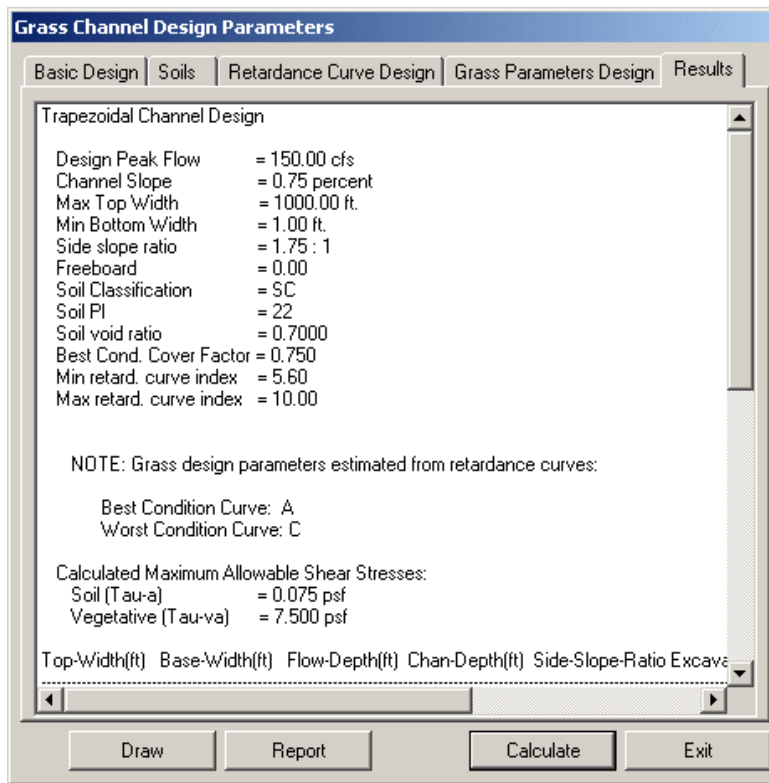 Grass Channel Design Parameters
Basic Design Soils Retardance Curve Design Grass Parameters Design Results
Trapezoidal Channel Design
Design Peak Flow = 150.00 cfs
Channel Slope = 0.75 percent
Max Top Width = 1000.00 ft.
Min Bottom Width = 1.00 ft.
Side slope ratio = 1.75 : 1
Freeboard = 0.00
Soil Classification = SC
Soil PI = 22
Soil void ratio = 0.7000
Best Cond. Cover Factor = 0.750
Min retard. curve index = 5.60
Max retard. curve index = 10.00
NOTE: Grass design parameters estimated from retardance curves:
Best Condition Curve: A
Worst Condition Curve: C
Calculated Maximum Allowable Shear Stresses:
Soil (Tau-a) = 0.075 psf
Vegetative (Tau-va) = 7.500 psf
Top-Width(ft) Base-Width(ft) Flow-Depth(ft) Chan-Depth(ft) Side-Slope-Ratio Excava
Draw Report Calculate Exit